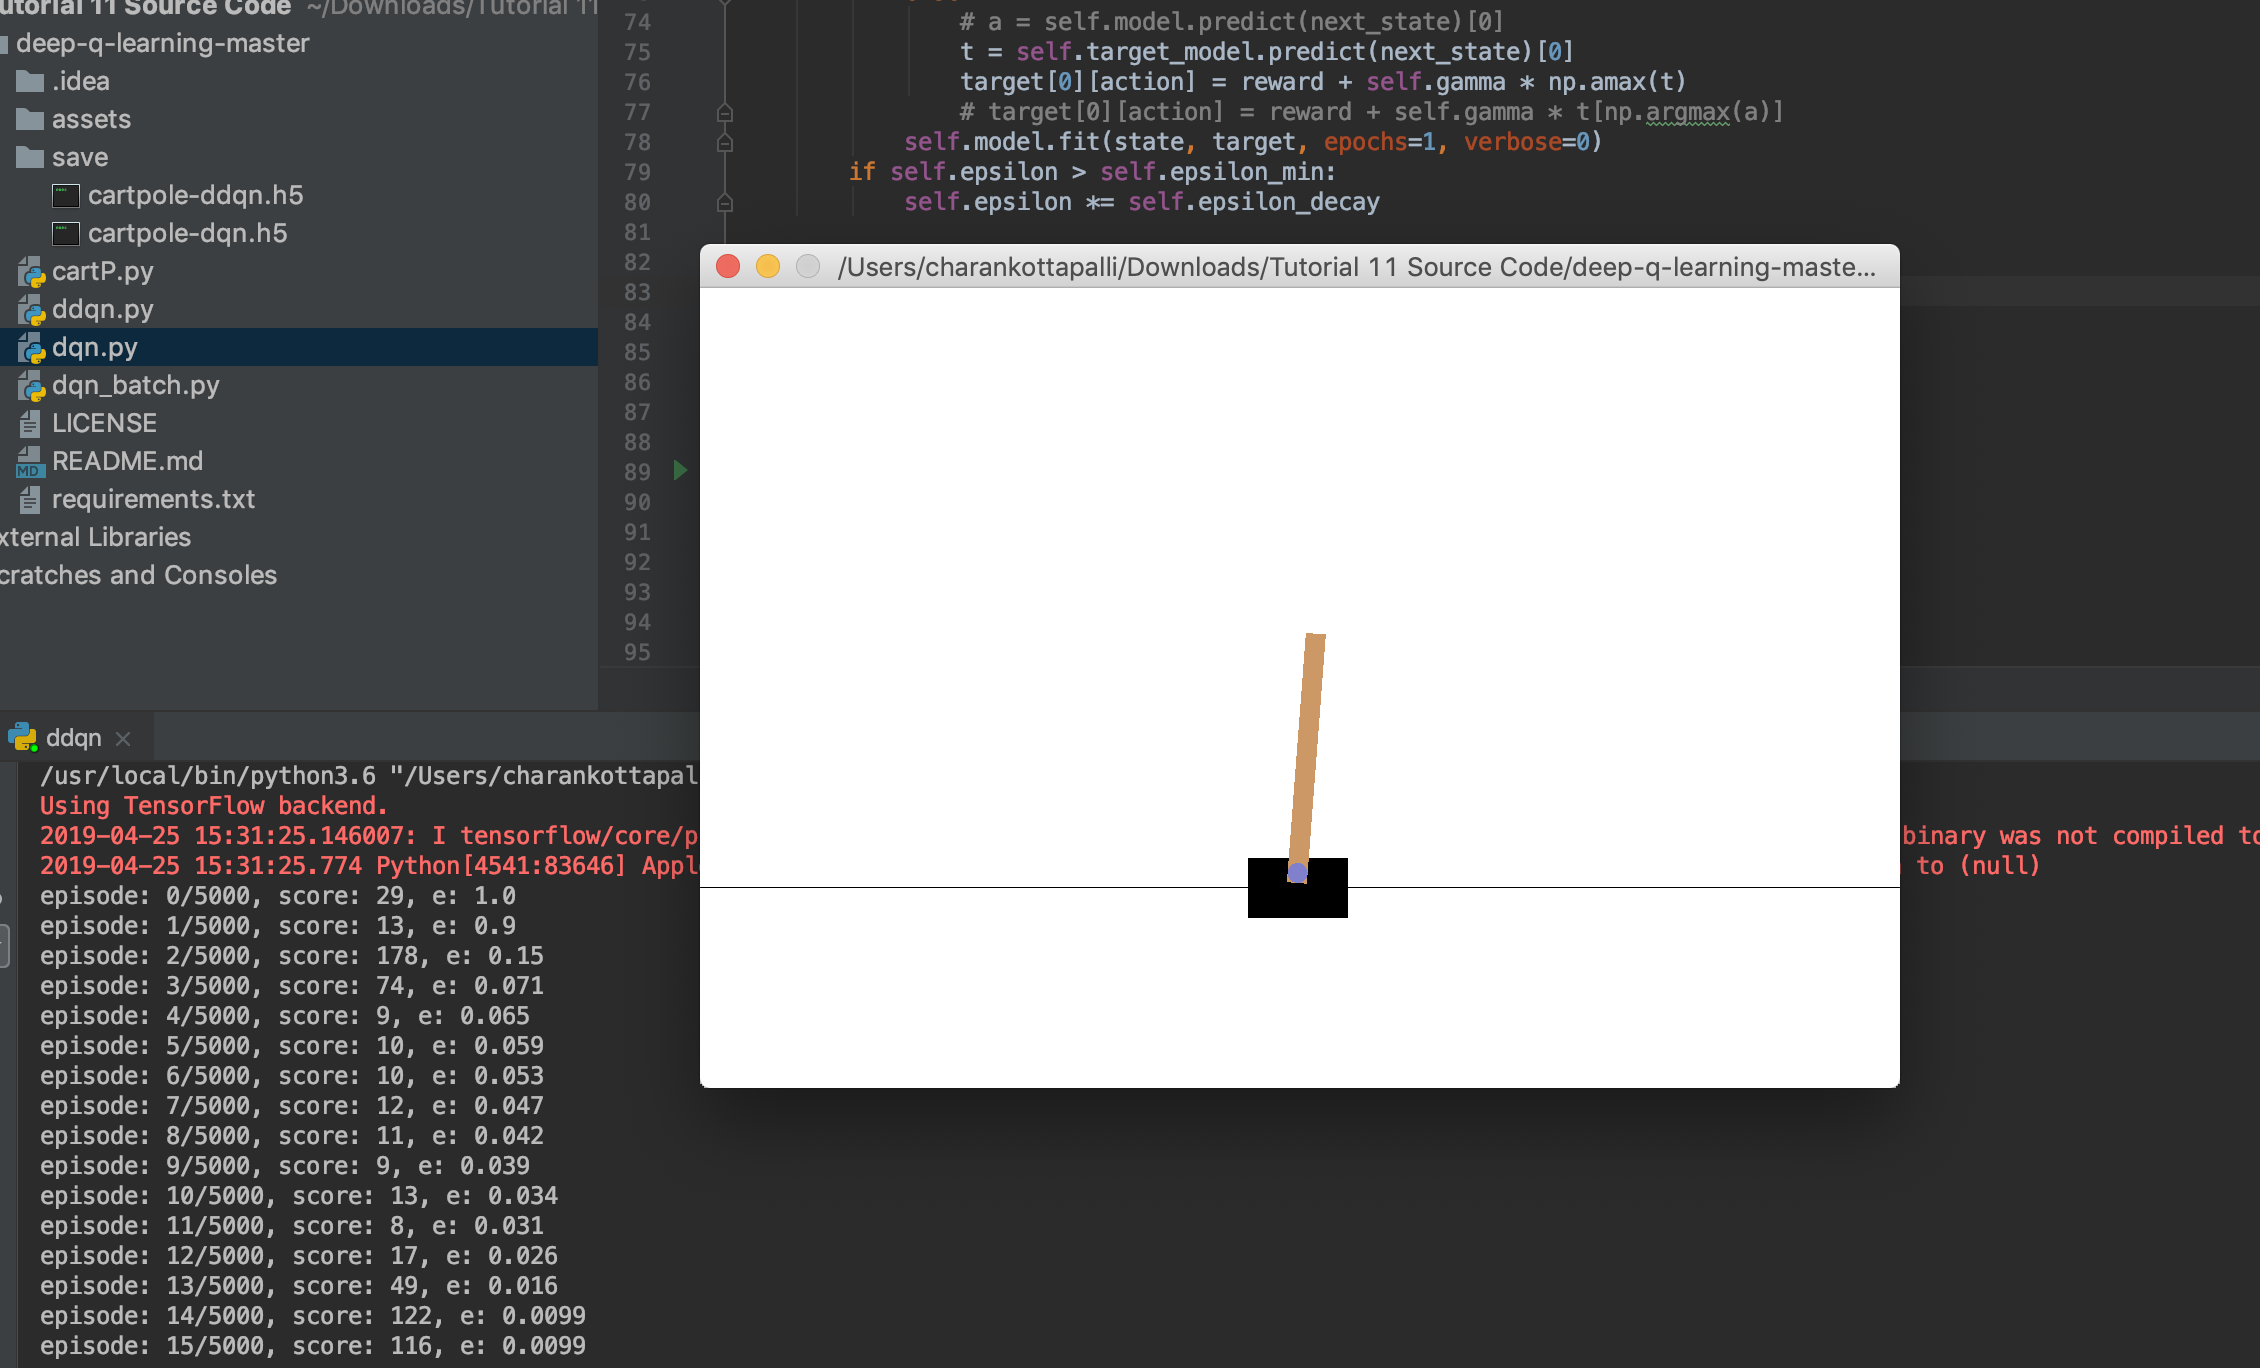 utorial 11 Source Code ~/Downloads/Tutorial 11
deep-q-learning-master
.idea
assets
save
cartpole-ddqn.h5
cartpole-dqn.h5
cartP.py
ddqn.py
dqn.py
dqn_batch.py
LICENSE
MD README.md
requirements.txt
xternal Libraries
cratches and Consoles
74 # a = self.model.predict(next_state)[0]
75 t = self.target_model.predict(next_state)[0]
76 target[0][action] = reward + self.gamma * np.amax(t)
77 # target[0][action] = reward + self.gamma * t[np.argmax(a)]
78 self.model.fit(state, target, epochs=1, verbose=0)
79 if self.epsilon > self.epsilon_min:
80 self.epsilon *= self.epsilon_decay
81
82
83
84
85
86
87
88
89
90
91
92
93
94
95
/Users/charankottapalli/Downloads/Tutorial 11 Source Code/deep-q-learning-maste...
ddqn
/usr/local/bin/python3.6 "/Users/charankottapal
Using TensorFlow backend.
2019-04-25 15:31:25.146007: I tensorflow/core/p binary was not compiled to
2019-04-25 15:31:25.774 Python[4541:83646] Appl to (null)
episode: 0/5000, score: 29, e: 1.0
episode: 1/5000, score: 13, e: 0.9
episode: 2/5000, score: 178, e: 0.15
episode: 3/5000, score: 74, e: 0.071
episode: 4/5000, score: 9, e: 0.065
episode: 5/5000, score: 10, e: 0.059
episode: 6/5000, score: 10, e: 0.053
episode: 7/5000, score: 12, e: 0.047
episode: 8/5000, score: 11, e: 0.042
episode: 9/5000, score: 9, e: 0.039
episode: 10/5000, score: 13, e: 0.034
episode: 11/5000, score: 8, e: 0.031
episode: 12/5000, score: 17, e: 0.026
episode: 13/5000, score: 49, e: 0.016
episode: 14/5000, score: 122, e: 0.0099
episode: 15/5000, score: 116, e: 0.0099